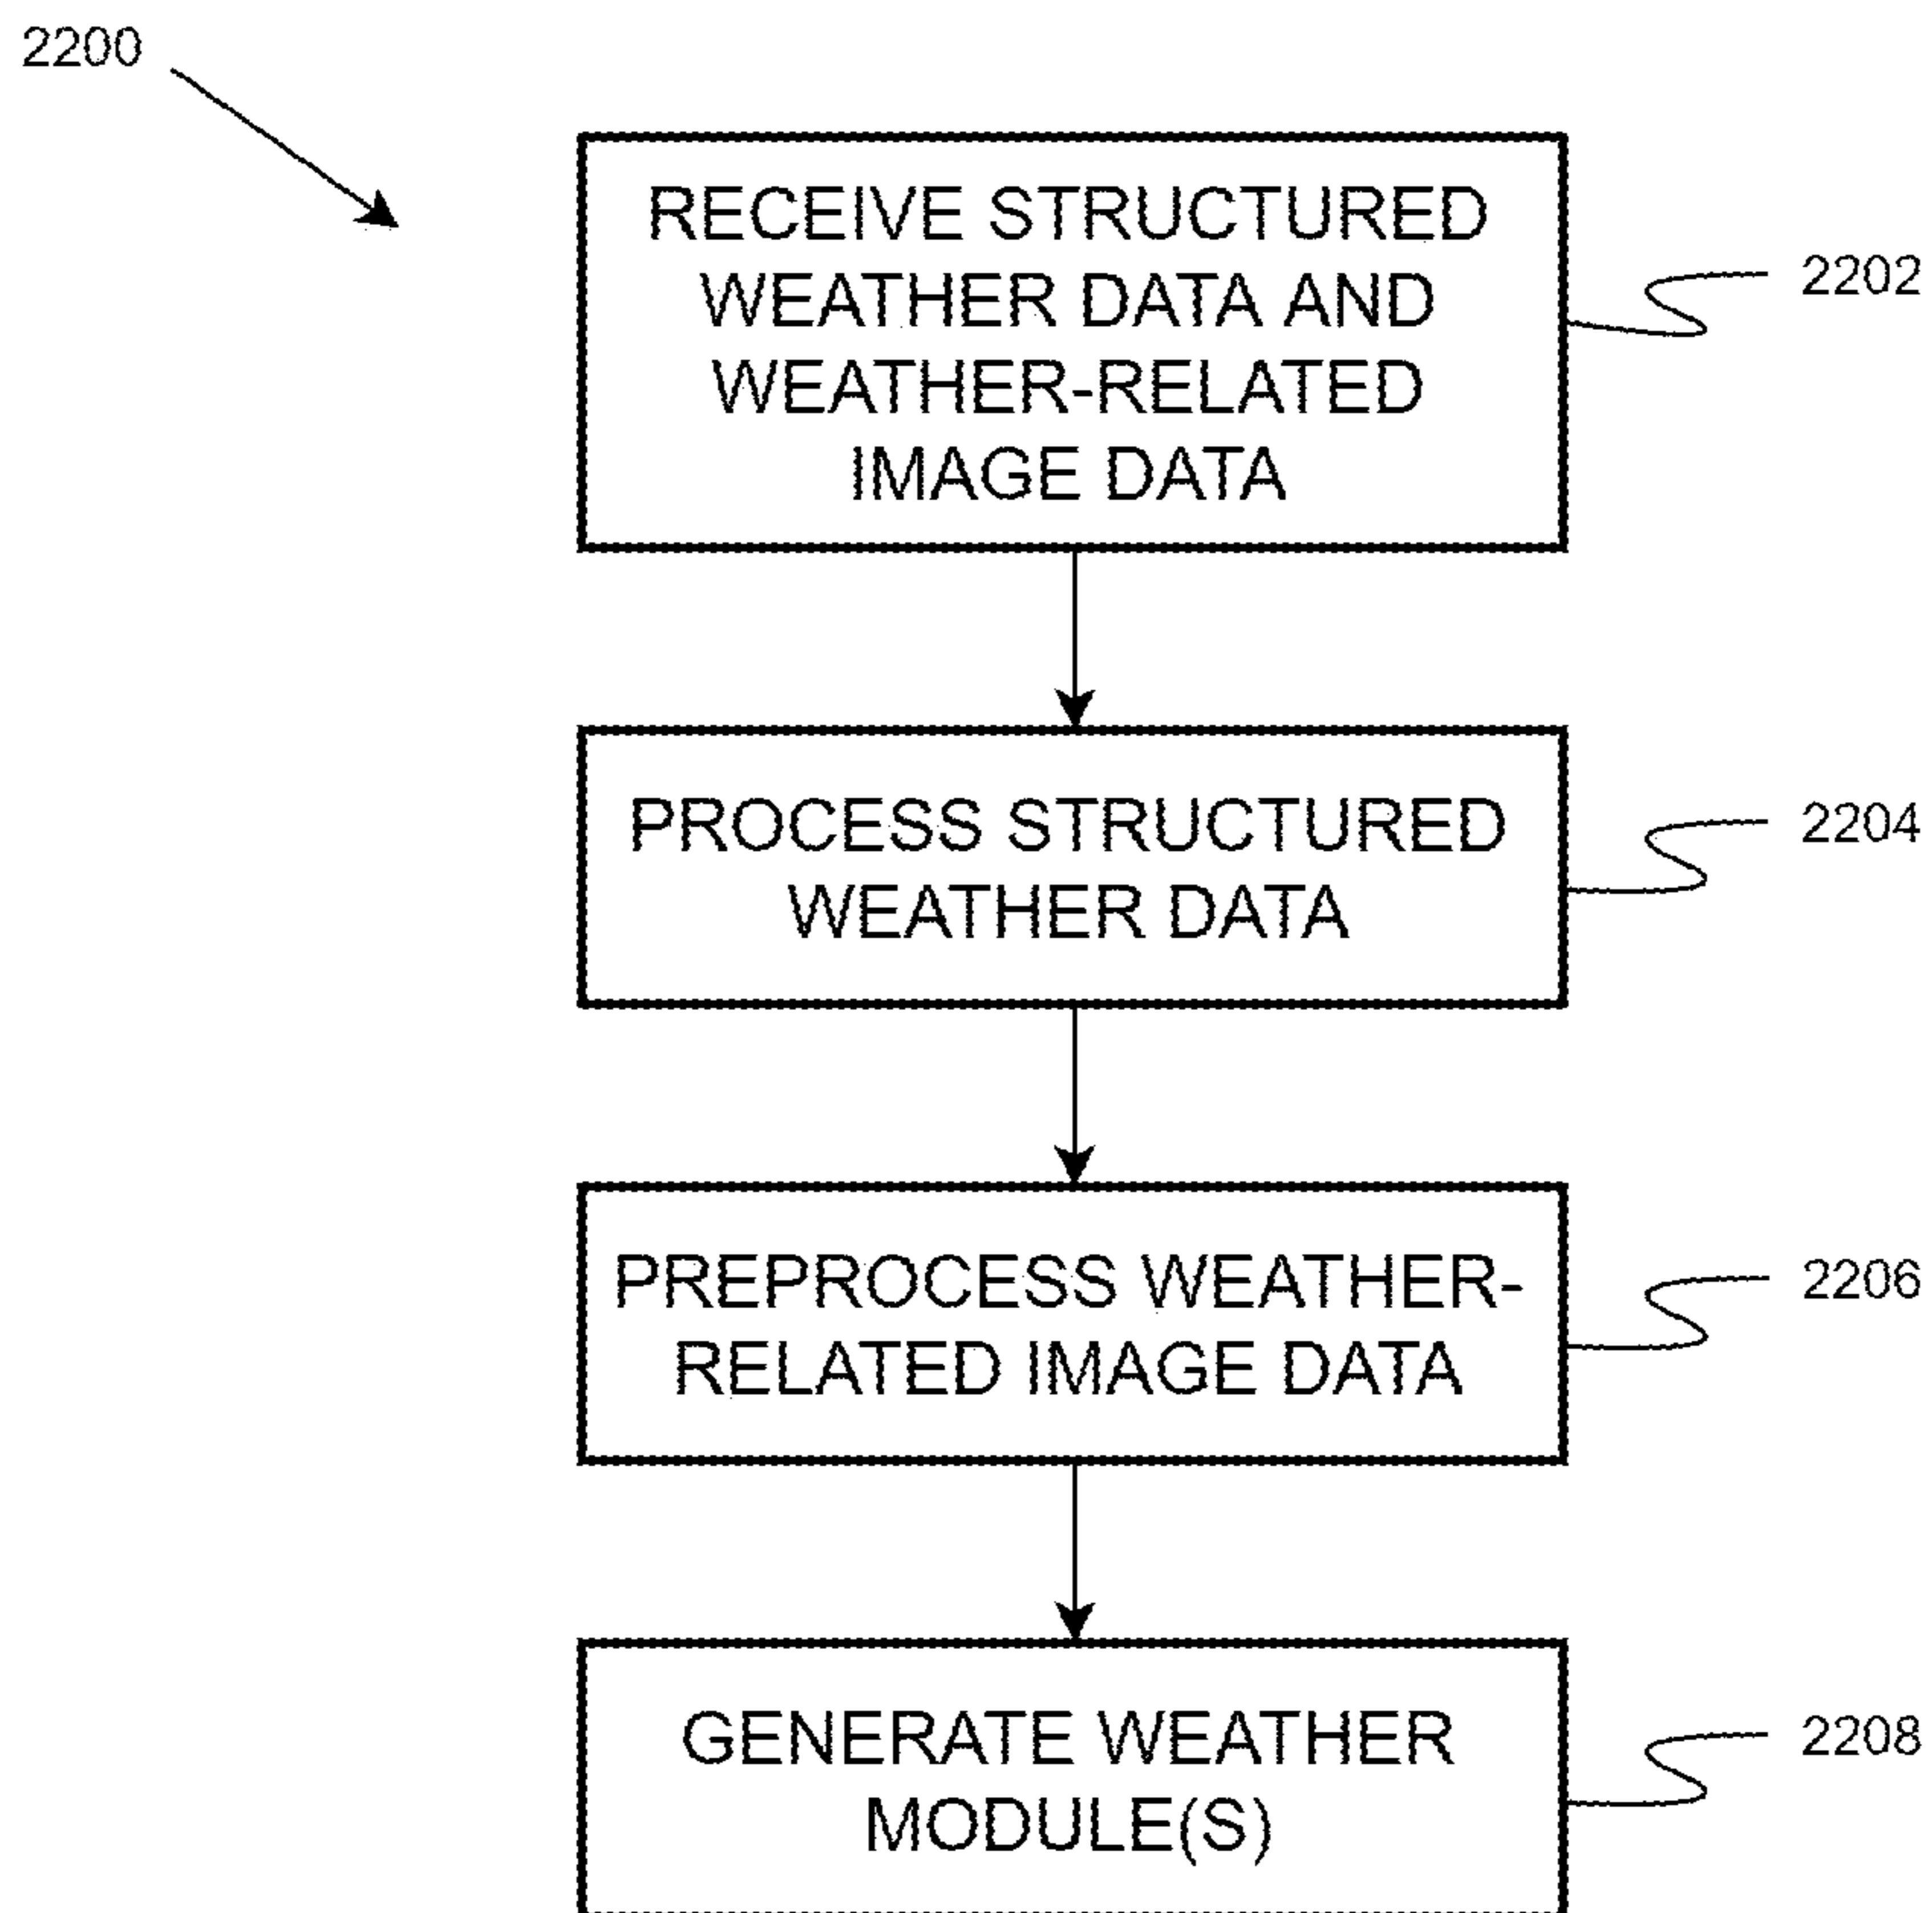 2200
RECEIVE STRUCTURED
WEATHER DATA AND
WEATHER-RELATED
IMAGE DATA
2202
PROCESS STRUCTURED
WEATHER DATA
2204
PREPROCESS WEATHER-
RELATED IMAGE DATA
2206
GENERATE WEATHER
MODULE(S)
2208